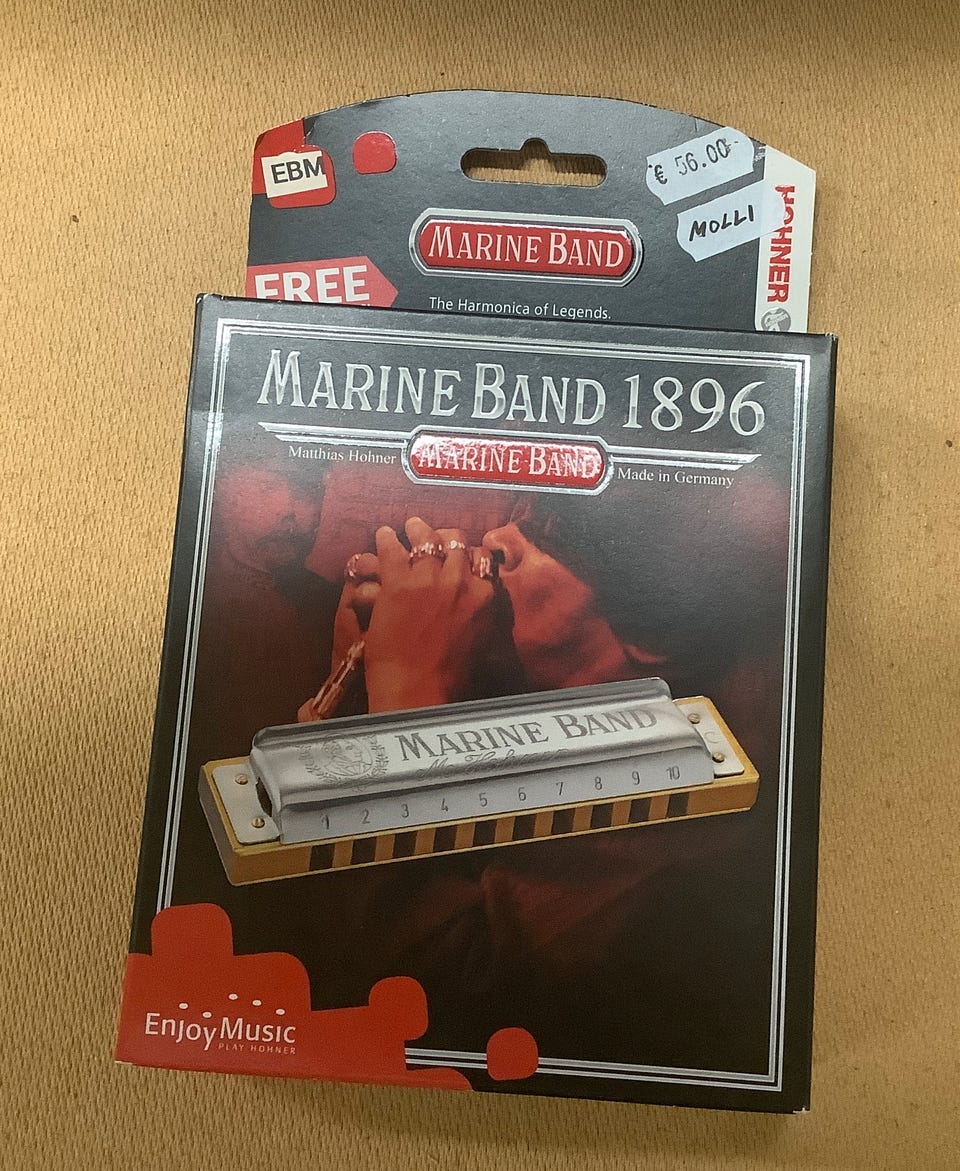 EBM
€ 56.00-
MOLLI
HOHNER
MARINE BAND
FREE
The Harmonica of Legends.
MARINE BAND 1896
Matthias Hohner
MARINE BAND
Made in Germany
MARINE BAND
M. Hohner
C
1 2 3 4 5 6 7 8 9 10
EnjoyMusic
PLAY HOHNER